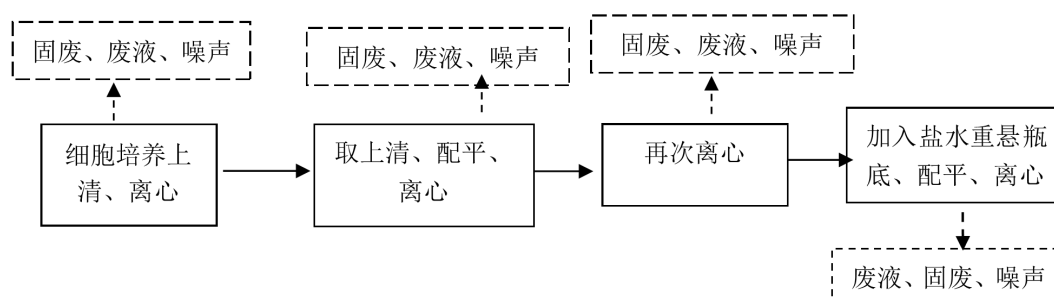 固废、废液、噪声
固废、废液、噪声
固废、废液、噪声
细胞培养上
清、离心
取上清、配平、
离心
再次离心
加入盐水重悬瓶
底、配平、离心
废液、固废、噪声